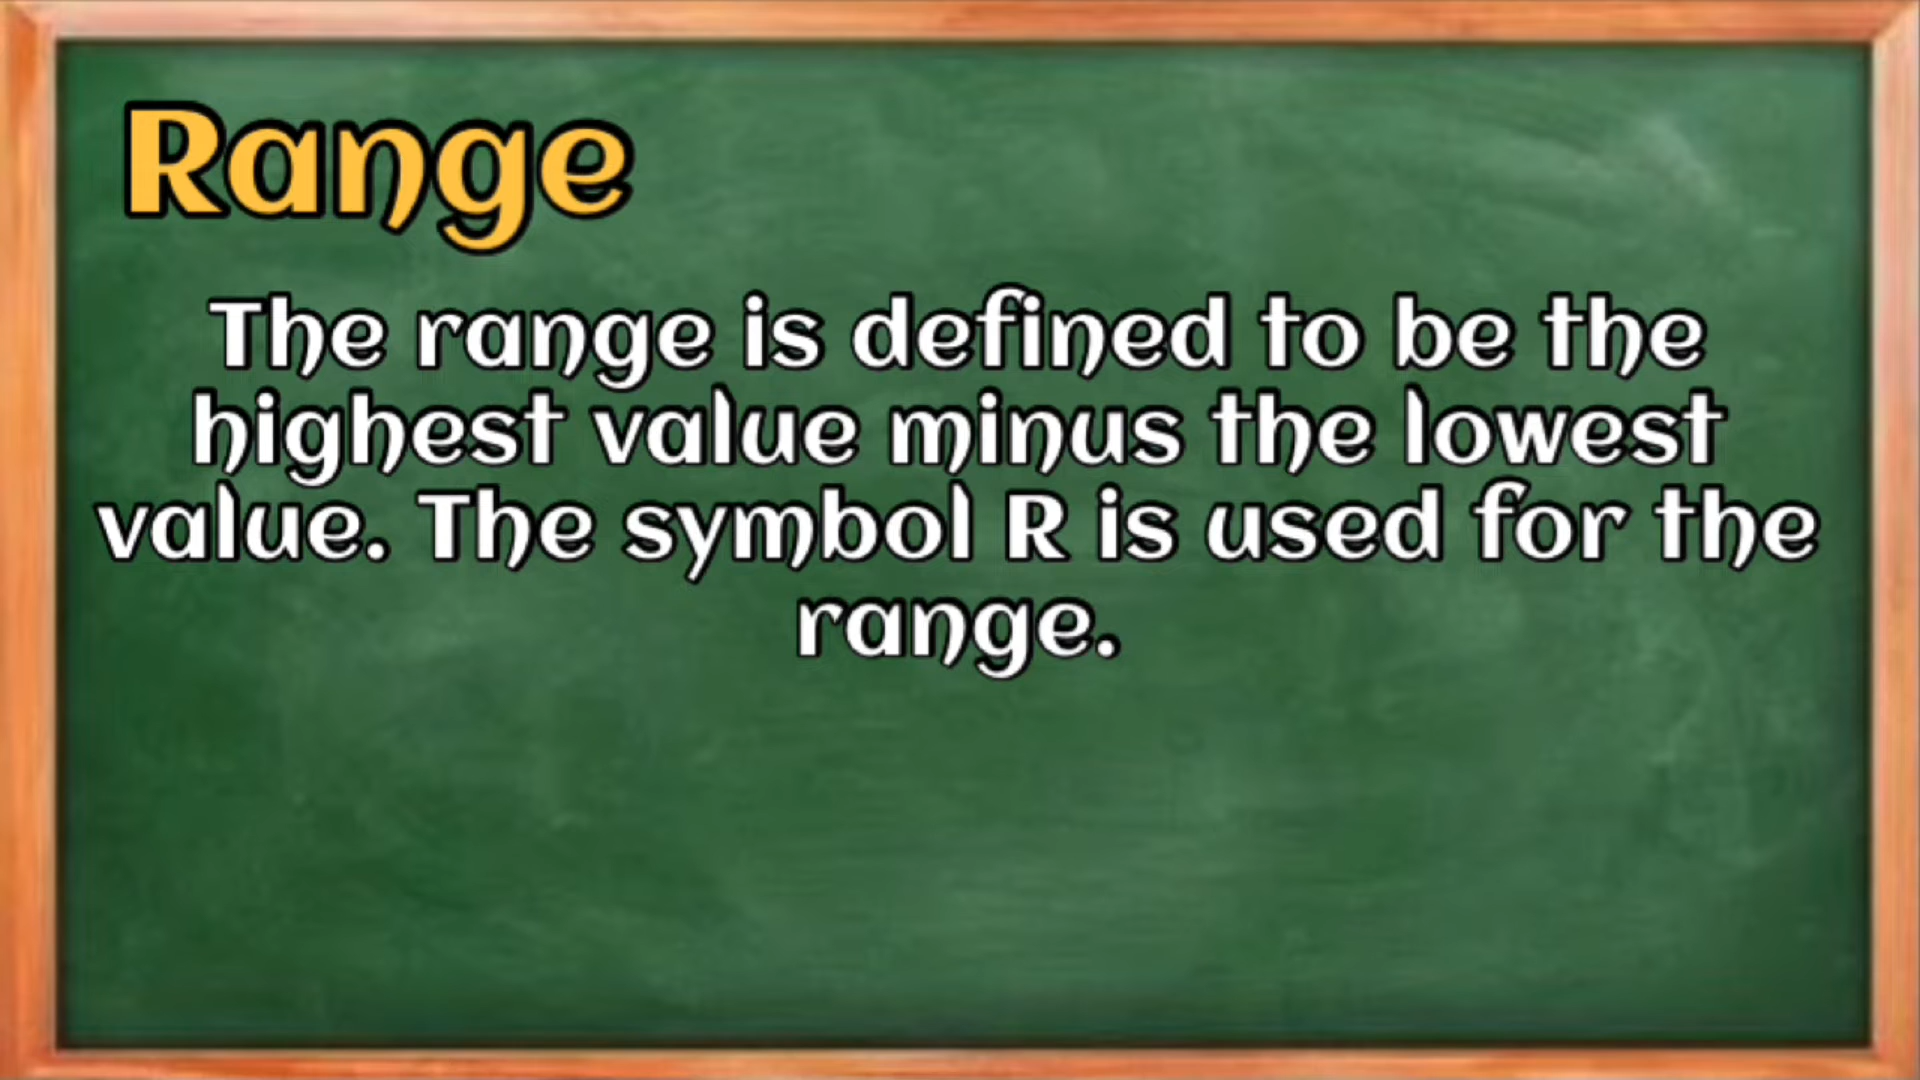 Range
The range is defined to be the
highest value minus the lowest
value. The symbol R is used for the
range.